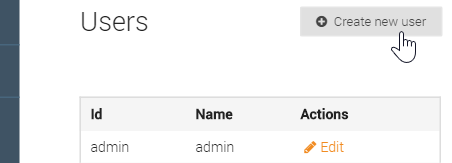 Users
Create new user
Id Name Actions
admin admin Edit